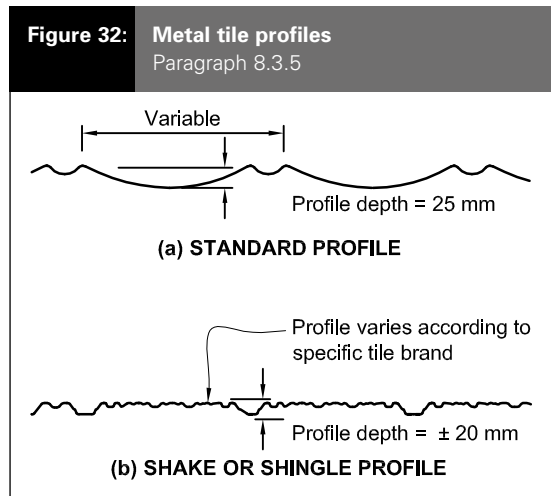 Figure 32: Metal tile profiles
Paragraph 8.3.5
Variable
Profile depth = 25 mm
(a) STANDARD PROFILE
Profile varies according to
specific tile brand
Profile depth = ± 20 mm
(b) SHAKE OR SHINGLE PROFILE